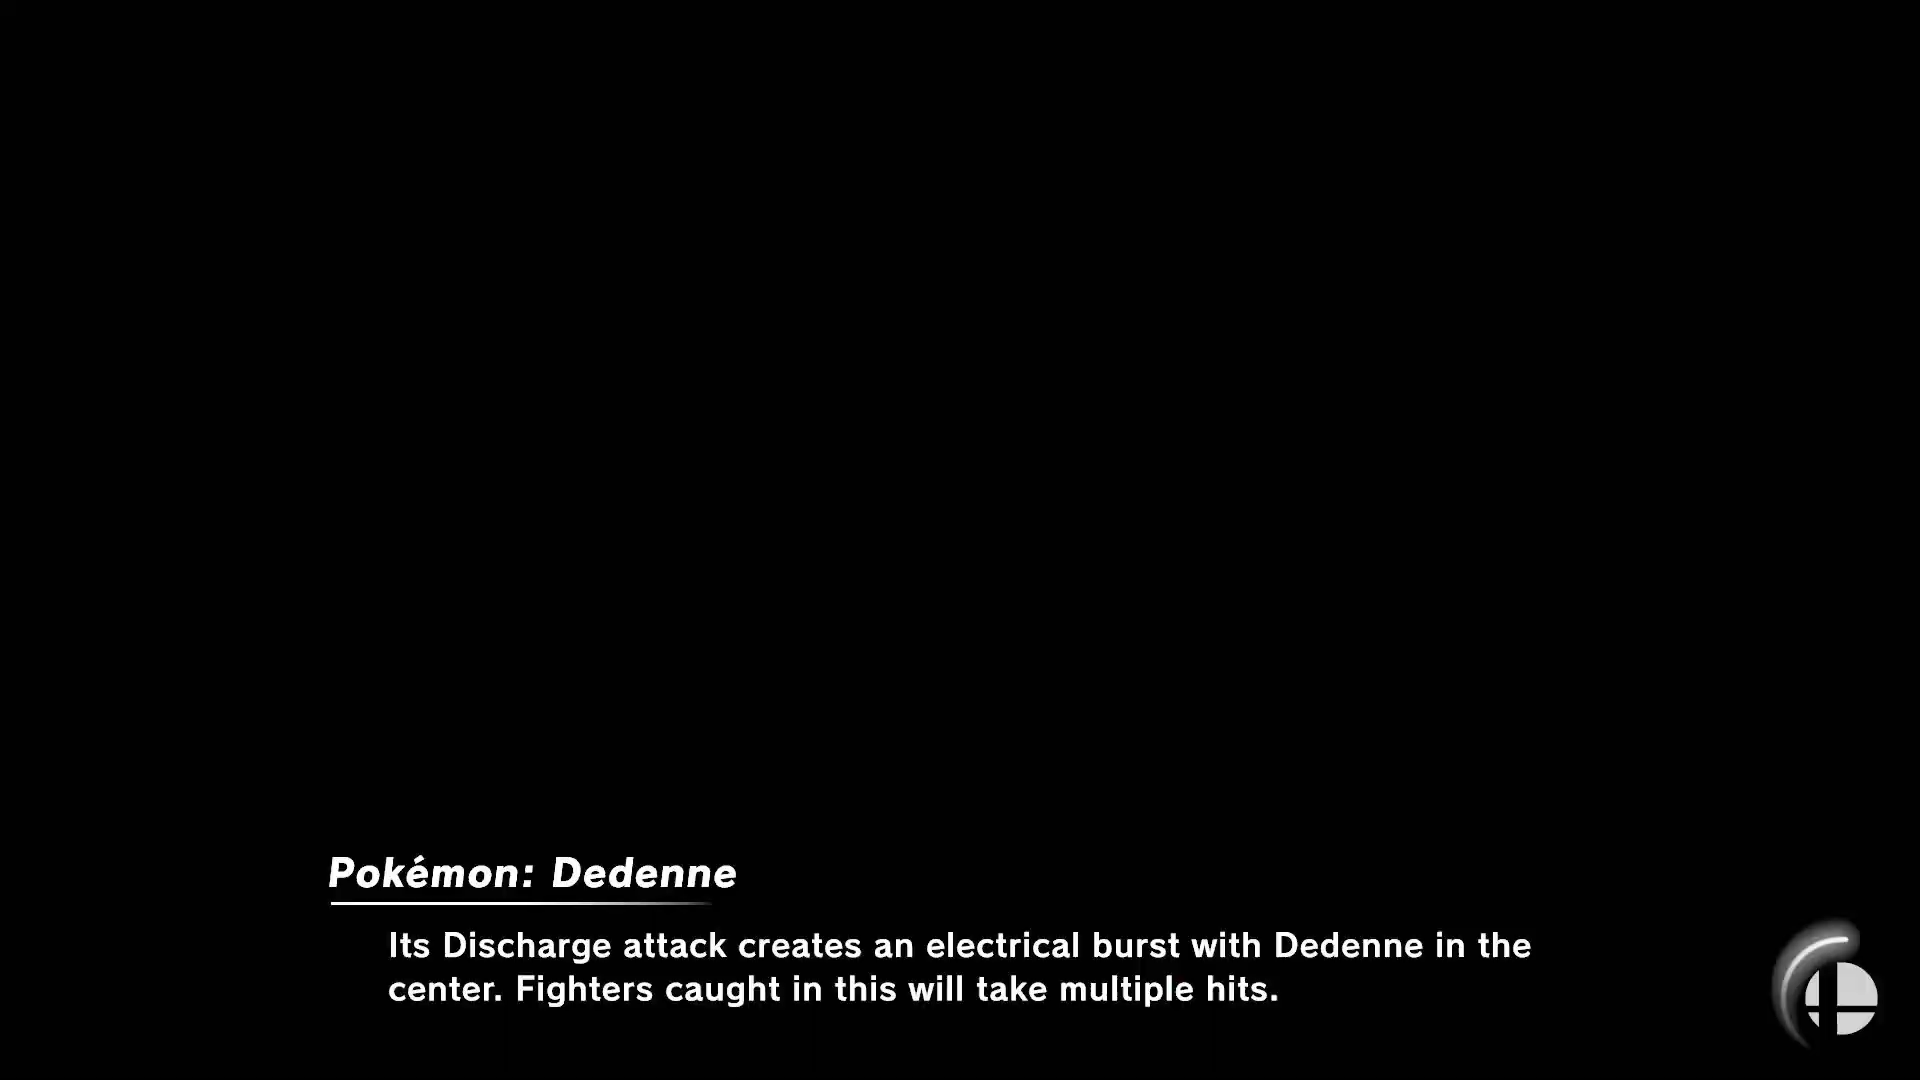 Pokémon: Dedenne
Its Discharge attack creates an electrical burst with Dedenne in the
center. Fighters caught in this will take multiple hits.